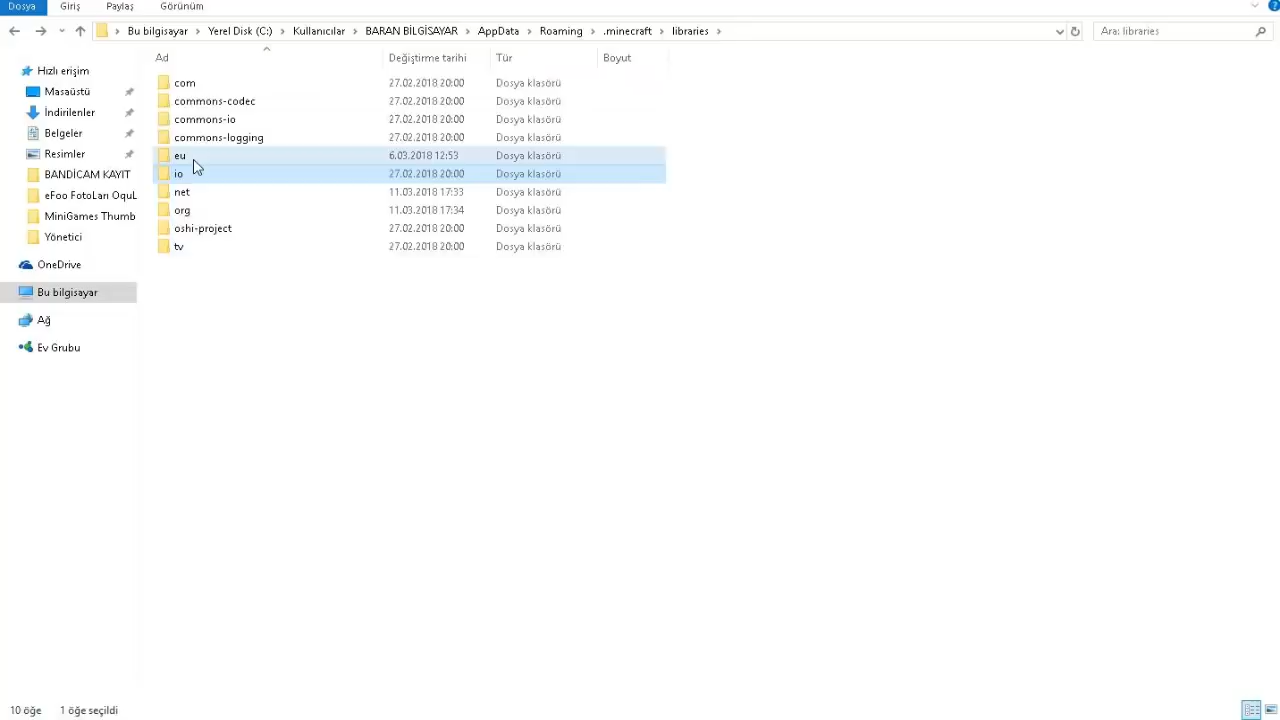 Dosya Giriş Paylaş Görünüm
Bu bilgisayar Yerel Disk (C:) Kullanıcılar BARAN BİLGİSAYAR AppData Roaming .minecraft libraries
Ara: libraries
Ad Değiştirme tarihi Tür Boyut
Hızlı erişim
Masaüstü
İndirilenler
Belgeler
Resimler
BANDİCAM KAYIT
eFoo FotoLarı OquL
MiniGames Thumb
Yönetici
OneDrive
Bu bilgisayar
Ağ
Ev Grubu
com 27.02.2018 20:00 Dosya klasörü
commons-codec 27.02.2018 20:00 Dosya klasörü
commons-io 27.02.2018 20:00 Dosya klasörü
commons-logging 27.02.2018 20:00 Dosya klasörü
eu 6.03.2018 12:53 Dosya klasörü
io 27.02.2018 20:00 Dosya klasörü
net 11.03.2018 17:33 Dosya klasörü
org 11.03.2018 17:34 Dosya klasörü
oshi-project 27.02.2018 20:00 Dosya klasörü
tv 27.02.2018 20:00 Dosya klasörü
10 öğe 1 öğe seçildi